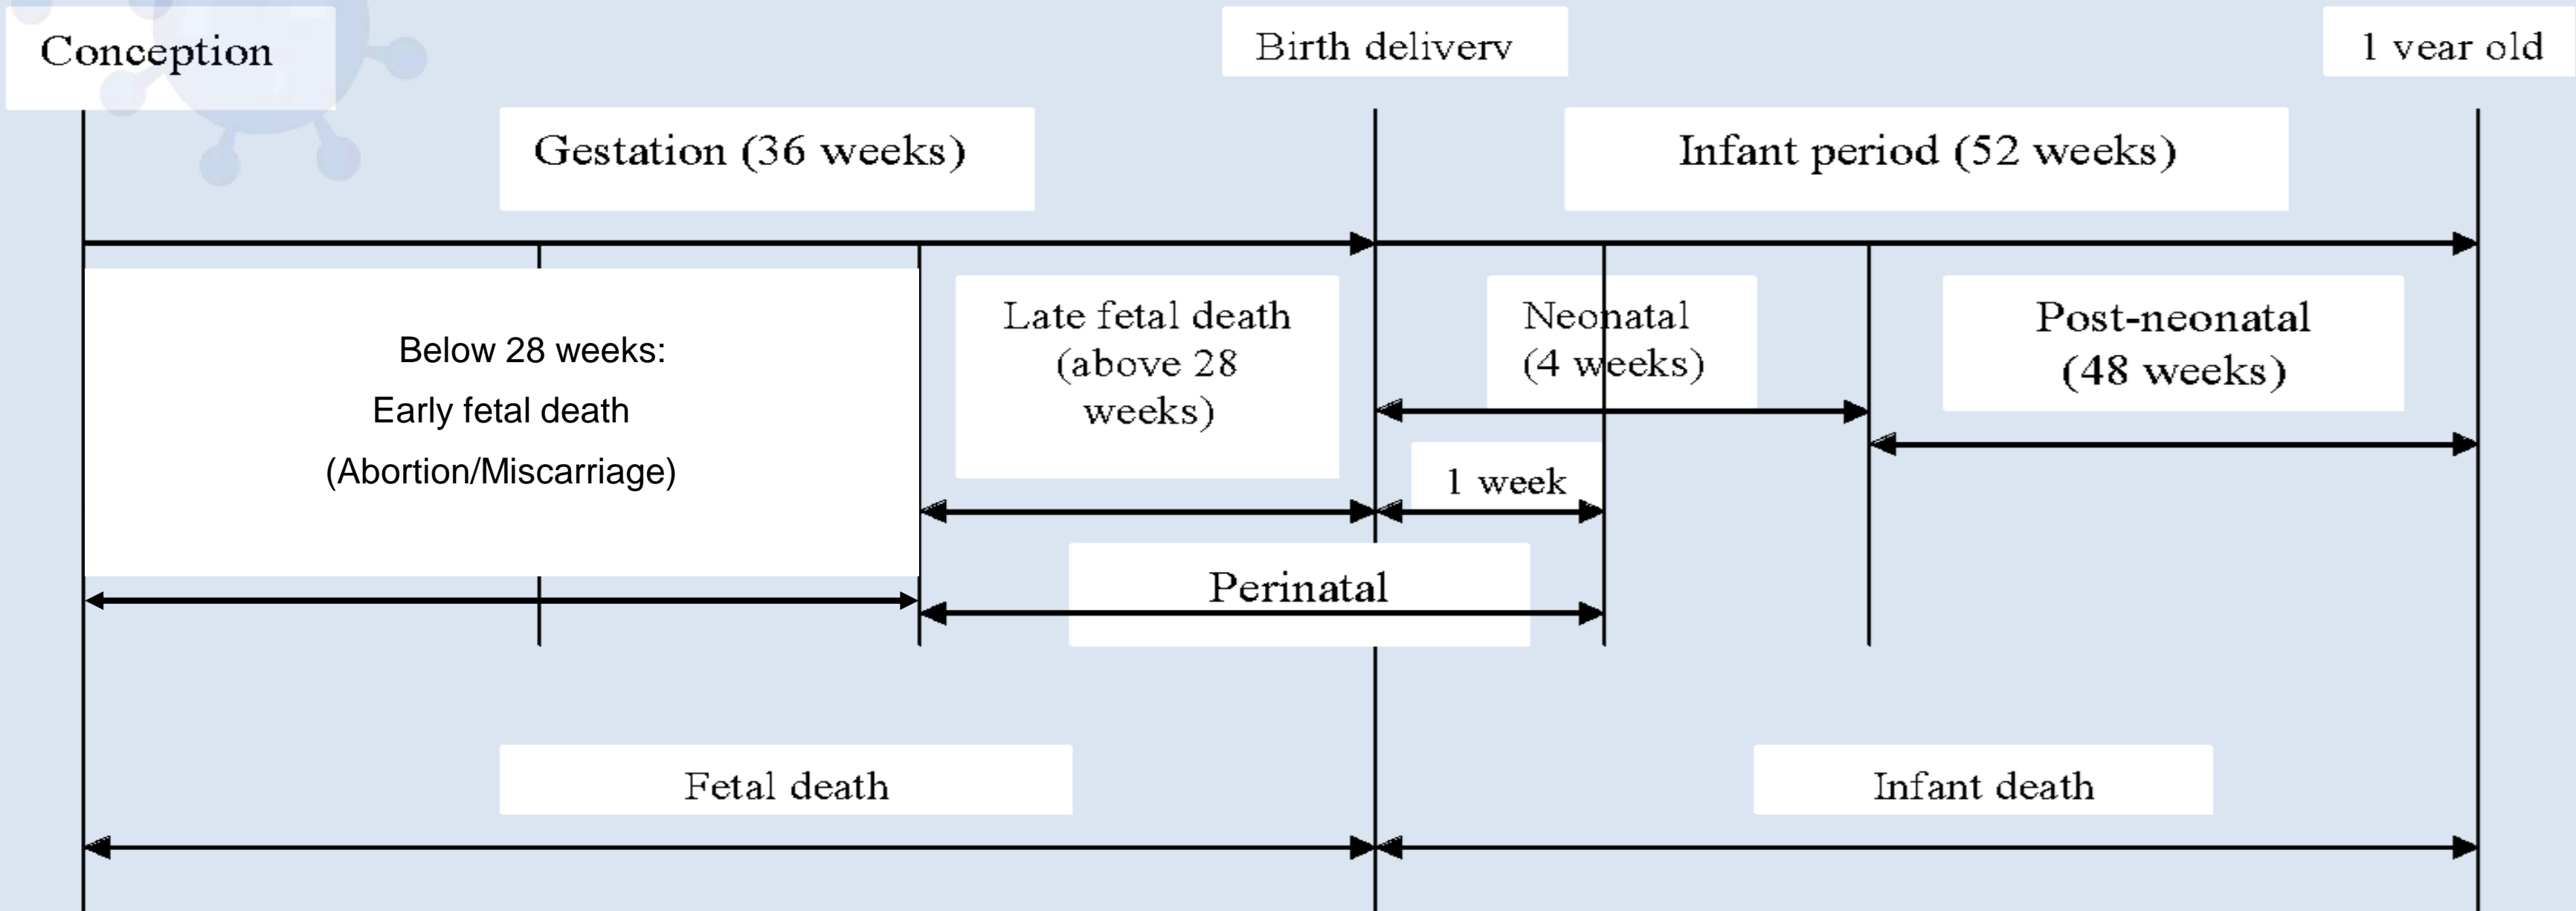 Conception
Birth delivery
1 year old
Gestation (36 weeks)
Infant period (52 weeks)
Below 28 weeks:
Early fetal death
(Abortion/Miscarriage)
Late fetal death
(above 28
weeks)
Neonatal
(4 weeks)
Post-neonatal
(48 weeks)
1 week
Perinatal
Fetal death
Infant death